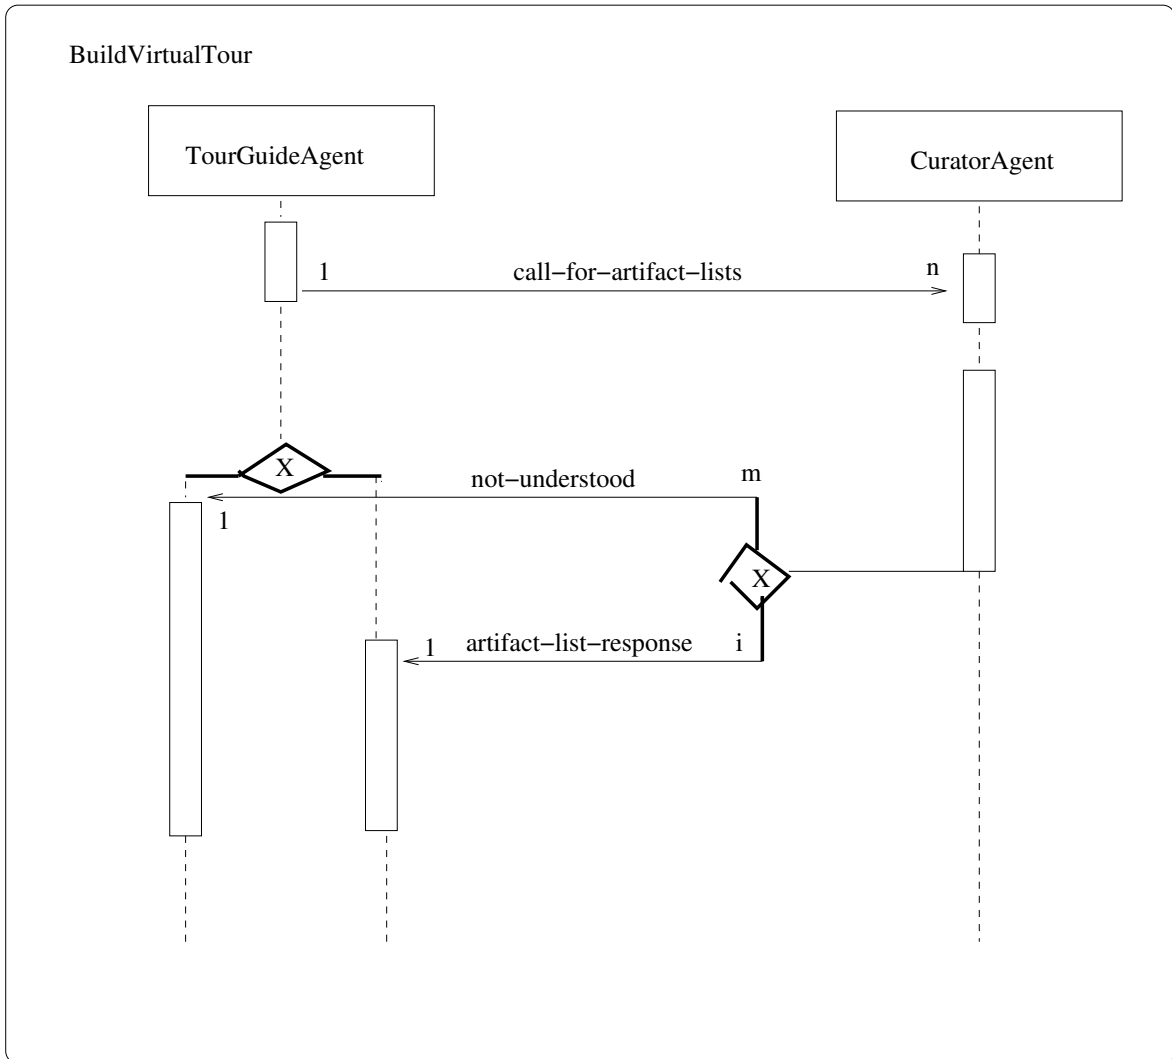 BuildVirtualTour
TourGuideAgent
CuratorAgent
1
call−for−artifact−lists
n
X
not−understood
m
1
X
1
artifact−list−response
i